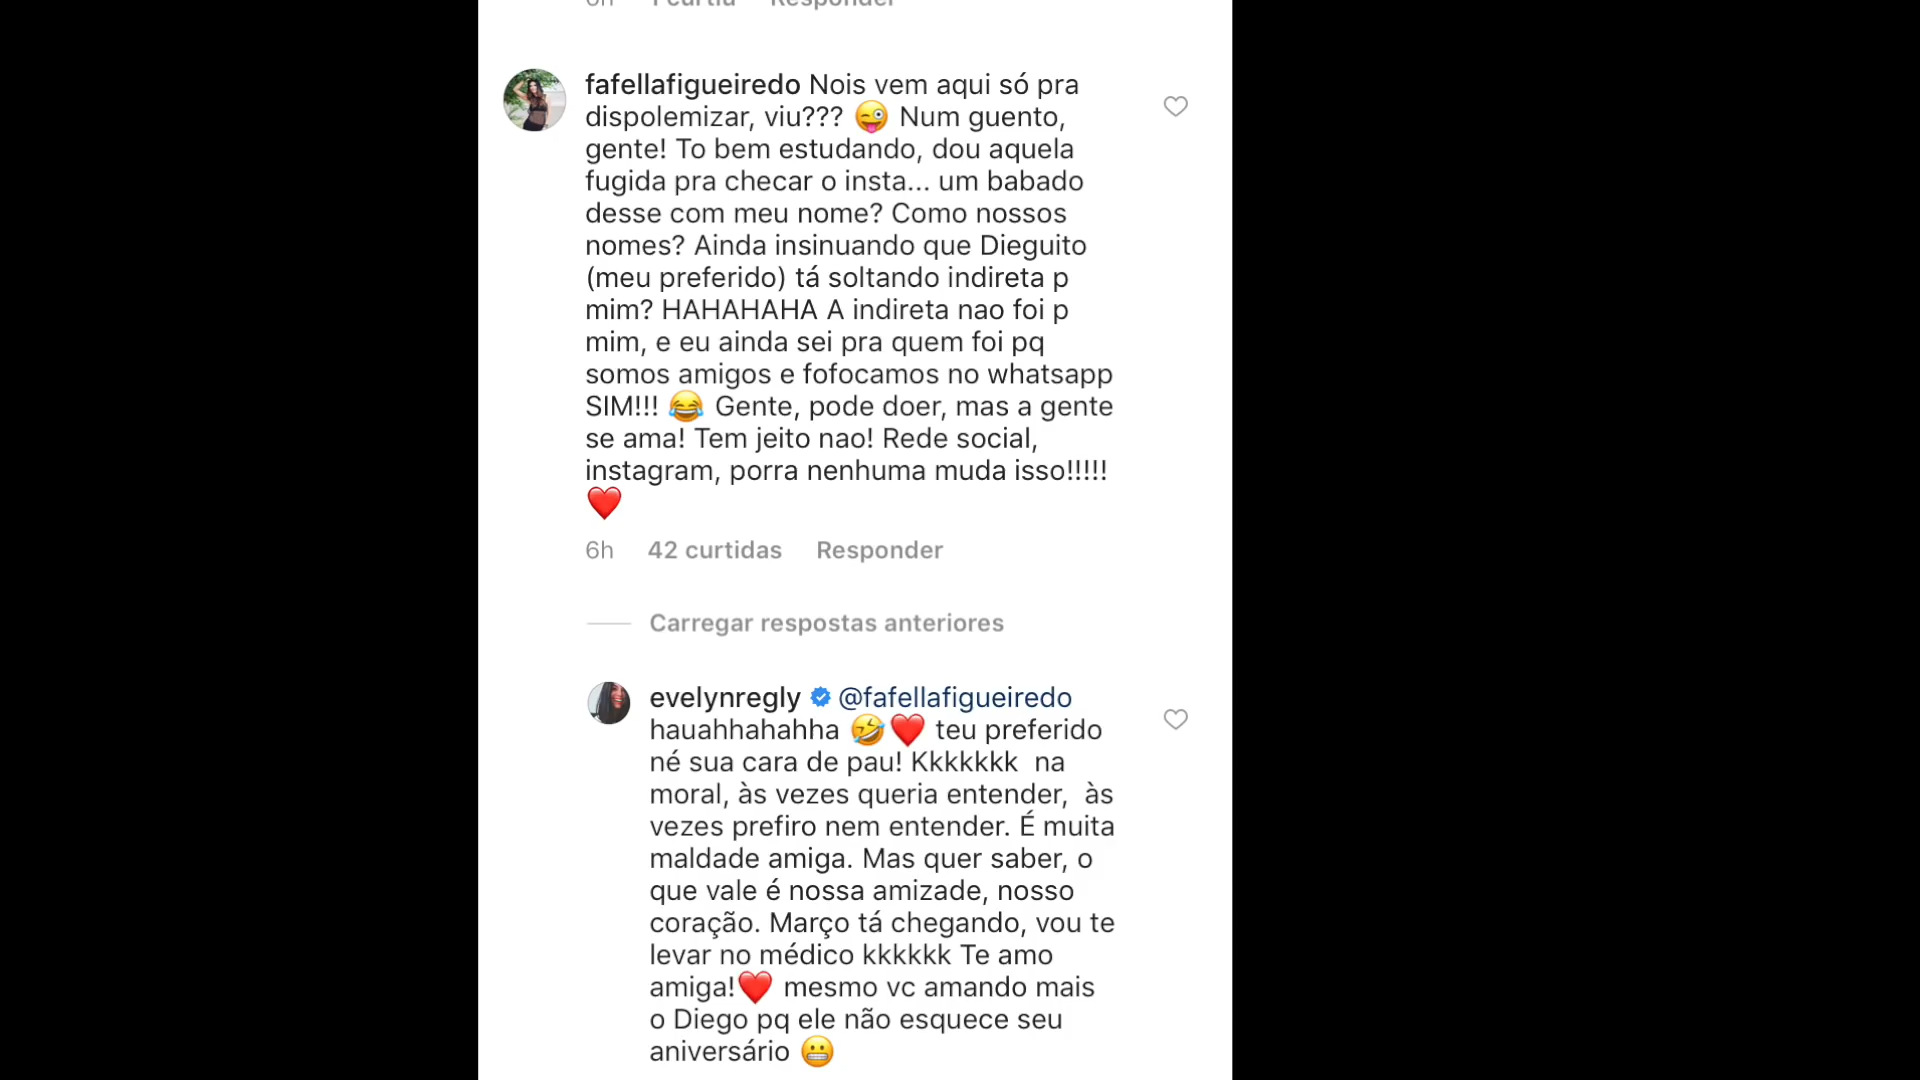 6h 1 curtida Responder
fafellafigueiredo Nois vem aqui só pra
dispolemizar, viu??? 😜 Num guento,
gente! To bem estudando, dou aquela
fugida pra checar o insta... um babado
desse com meu nome? Como nossos
nomes? Ainda insinuando que Dieguito
(meu preferido) tá soltando indireta p
mim? HAHAHAHA A indireta nao foi p
mim, e eu ainda sei pra quem foi pq
somos amigos e fofocamos no whatsapp
SIM!!! 😂 Gente, pode doer, mas a gente
se ama! Tem jeito nao! Rede social,
instagram, porra nenhuma muda isso!!!!!
❤️
6h 42 curtidas Responder
Carregar respostas anteriores
evelynregly @fafellafigueiredo
hauahhahahha 🤣❤️ teu preferido
né sua cara de pau! Kkkkkkk na
moral, às vezes queria entender, às
vezes prefiro nem entender. É muita
maldade amiga. Mas quer saber, o
que vale é nossa amizade, nosso
coração. Março tá chegando, vou te
levar no médico kkkkkk Te amo
amiga!❤️ mesmo vc amando mais
o Diego pq ele não esquece seu
aniversário 😬